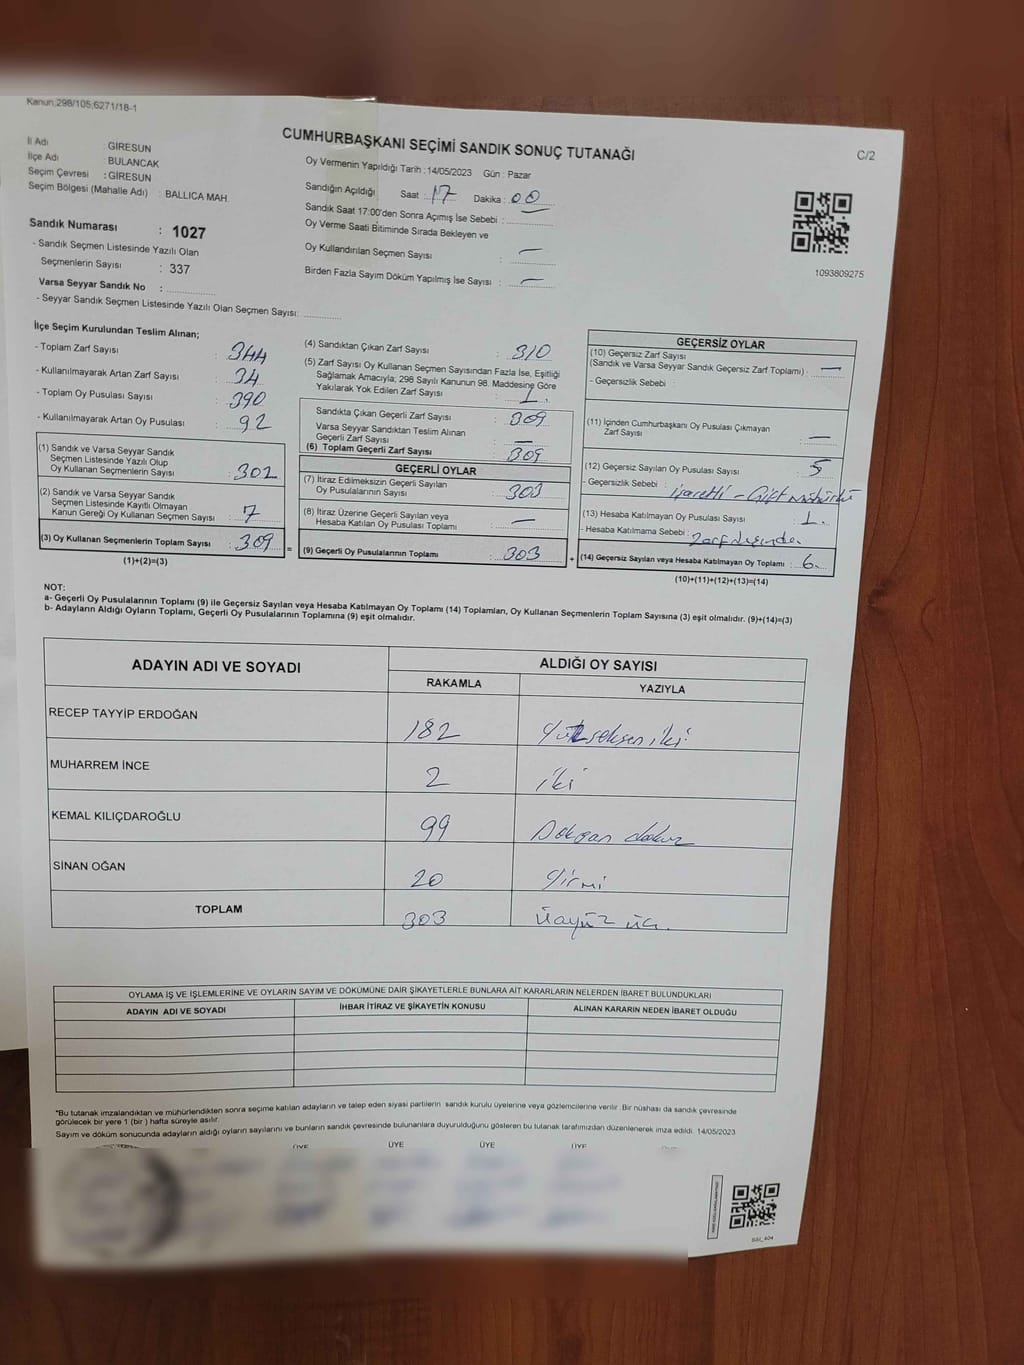 Kanun;298/105;6271/18-1
CUMHURBAŞKANI SEÇİMİ SANDIK SONUÇ TUTANAĞI
C/2
İl Adı : GİRESUN
İlçe Adı : BULANCAK
Seçim Çevresi : GİRESUN
Seçim Bölgesi (Mahalle Adı) : BALLICA MAH.
Sandık Numarası : 1027
- Sandık Seçmen Listesinde Yazılı Olan
Seçmenlerin Sayısı : 337
Varsa Seyyar Sandık No :
- Seyyar Sandık Seçmen Listesinde Yazılı Olan Seçmen Sayısı:
Oy Vermenin Yapıldığı Tarih : 14/05/2023 Gün : Pazar
Sandığın Açıldığı Saat : 17 Dakika : 00
Sandık Saat 17:00'den Sonra Açımış İse Sebebi :
Oy Verme Saati Bitiminde Sırada Bekleyen ve
Oy Kullandırılan Seçmen Sayısı : —
Birden Fazla Sayım Döküm Yapılmış İse Sayısı : —
1093809275
İlçe Seçim Kurulundan Teslim Alınan;
- Toplam Zarf Sayısı : 344
- Kullanılmayarak Artan Zarf Sayısı : 34
- Toplam Oy Pusulası Sayısı : 390
- Kullanılmayarak Artan Oy Pusulası : 92
(1) Sandık ve Varsa Seyyar Sandık
Seçmen Listesinde Yazılı Olup
Oy Kullanan Seçmenlerin Sayısı : 302
(2) Sandık ve Varsa Seyyar Sandık
Seçmen Listesinde Kayıtlı Olmayan
Kanun Gereği Oy Kullanan Seçmen Sayısı : 7
(3) Oy Kullanan Seçmenlerin Toplam Sayısı : 309
(1)+(2)=(3)
(4) Sandıktan Çıkan Zarf Sayısı : 310
(5) Zarf Sayısı Oy Kullanan Seçmen Sayısından Fazla İse, Eşitliği
Sağlamak Amacıyla; 298 Sayılı Kanunun 98. Maddesine Göre
Yakılarak Yok Edilen Zarf Sayısı : 1.
Sandıkta Çıkan Geçerli Zarf Sayısı : 309
Varsa Seyyar Sandıktan Teslim Alınan
Geçerli Zarf Sayısı : —
(6) Toplam Geçerli Zarf Sayısı : 309
GEÇERLİ OYLAR
(7) İtiraz Edilmeksizin Geçerli Sayılan
Oy Pusulalarının Sayısı : 303
(8) İtiraz Üzerine Geçerli Sayılan veya
Hesaba Katılan Oy Pusulası Toplamı : —
= (9) Geçerli Oy Pusulalarının Toplamı : 303 +
GEÇERSİZ OYLAR
(10) Geçersiz Zarf Sayısı
(Sandık ve Varsa Seyyar Sandık Geçersiz Zarf Toplamı) : —
- Geçersizlik Sebebi :
(11) İçinden Cumhurbaşkanı Oy Pusulası Çıkmayan
Zarf Sayısı : —
(12) Geçersiz Sayılan Oy Pusulası Sayısı : 5
- Geçersizlik Sebebi : işaretli - Çift mühürlü
(13) Hesaba Katılmayan Oy Pusulası Sayısı : 1.
- Hesaba Katılmama Sebebi :
(14) Geçersiz Sayılan veya Hesaba Katılmayan Oy Toplamı : 6.
(10)+(11)+(12)+(13)=(14)
NOT:
a- Geçerli Oy Pusulalarının Toplamı (9) ile Geçersiz Sayılan veya Hesaba Katılmayan Oy Toplamı (14) Toplamları, Oy Kullanan Seçmenlerin Toplam Sayısına (3) eşit olmalıdır. (9)+(14)=(3)
b- Adayların Aldığı Oyların Toplamı, Geçerli Oy Pusulalarının Toplamına (9) eşit olmalıdır.
ADAYIN ADI VE SOYADI
ALDIĞI OY SAYISI
RAKAMLA YAZIYLA
RECEP TAYYİP ERDOĞAN 182 Yüzseksen iki
MUHARREM İNCE 2 iki
KEMAL KILIÇDAROĞLU 99 Doksan dokuz
SİNAN OĞAN 20 Yirmi
TOPLAM 303 Üçyüz üç.
OYLAMA İŞ VE İŞLEMLERİNE VE OYLARIN SAYIM VE DÖKÜMÜNE DAİR ŞİKAYETLERLE BUNLARA AİT KARARLARIN NELERDEN İBARET BULUNDUKLARI
ADAYIN ADI VE SOYADI İHBAR İTİRAZ VE ŞİKAYETİN KONUSU ALINAN KARARIN NEDEN İBARET OLDUĞU
*Bu tutanak imzalandıktan ve mühürlendikten sonra seçime katılan adayların ve talep eden siyasi partilerin sandık kurulu üyelerine veya gözlemcilerine verilir. Bir nüshası da sandık çevresinde
görülecek bir yere 1 (bir ) hafta süreyle asılır.
Sayım ve döküm sonucunda adayların aldığı oyların sayılarını ve bunların sandık çevresinde bulunanlara duyurulduğunu gösteren bu tutanak tarafımızdan düzenlenerek imza edildi. 14/05/2023
ÜYE ÜYE ÜYE ÜYE